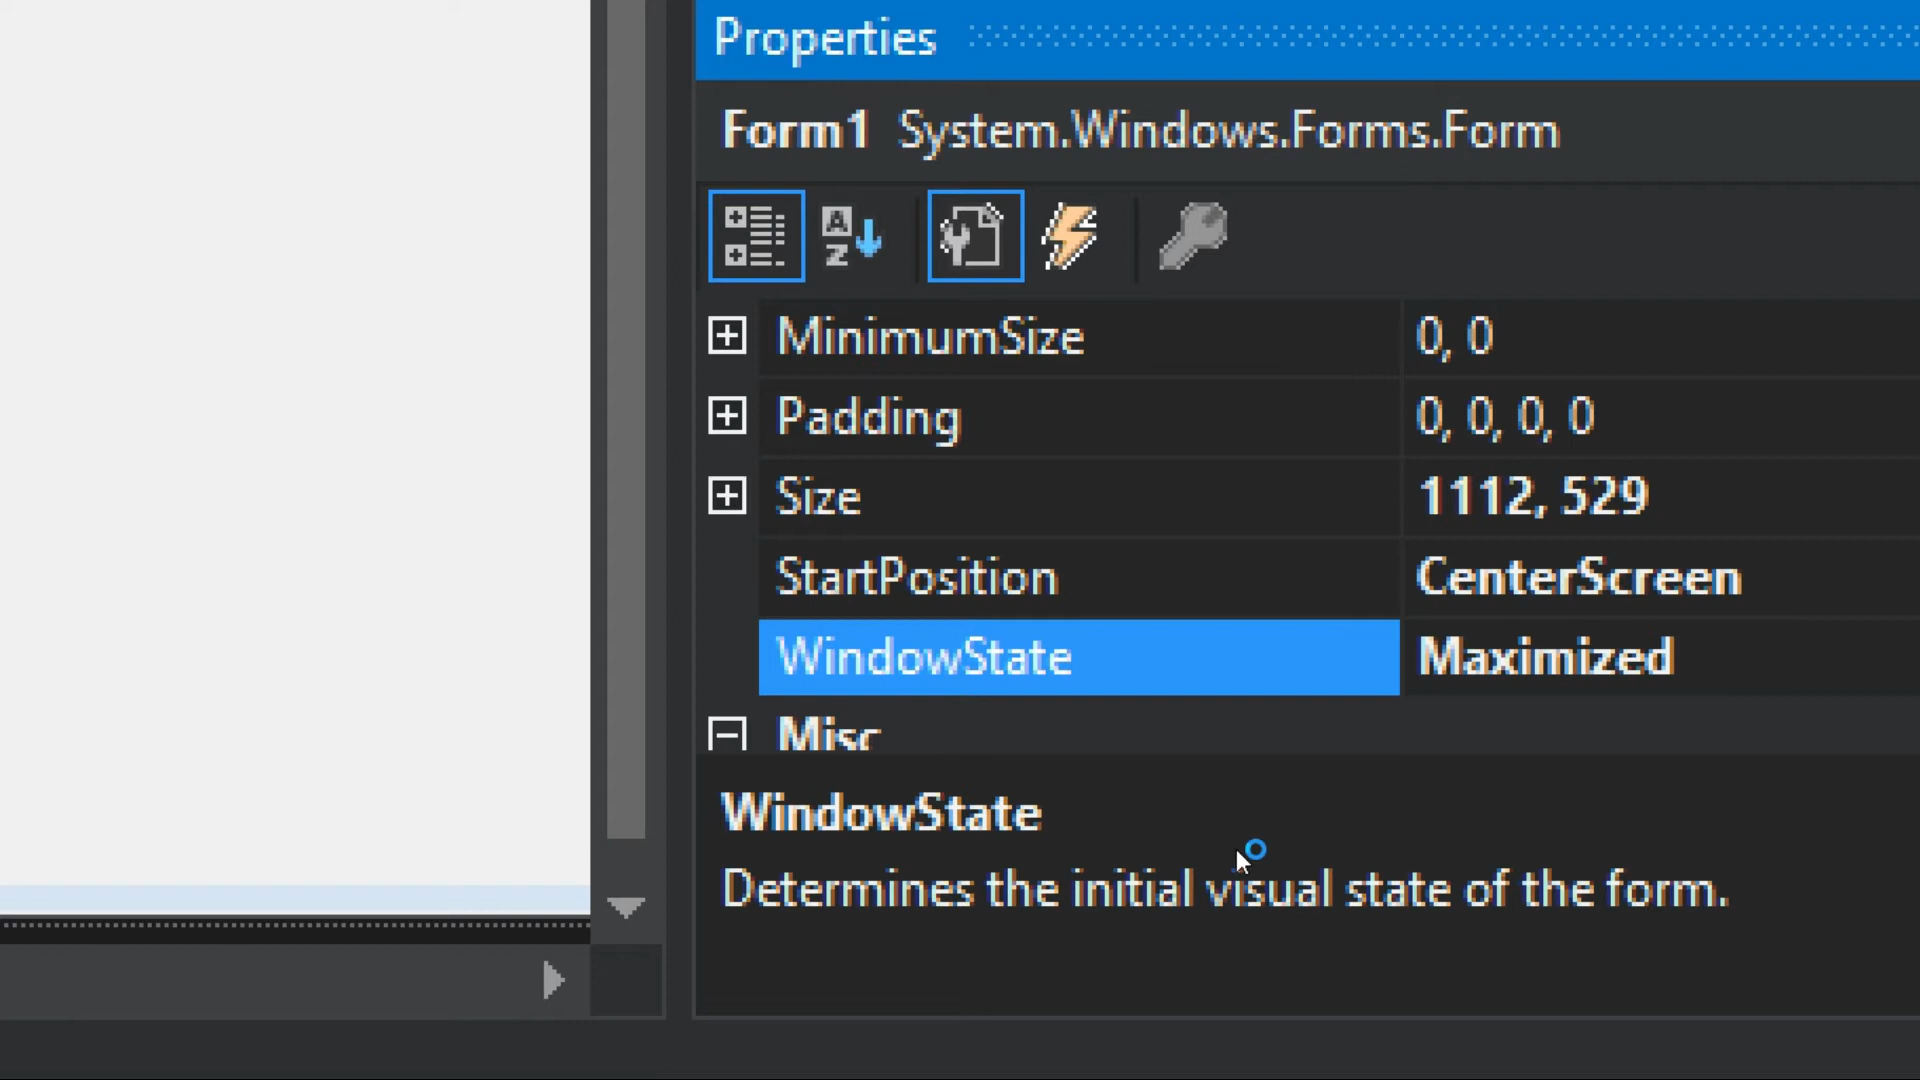 Properties
Form1 System.Windows.Forms.Form
MinimumSize 0, 0
Padding 0, 0, 0, 0
Size 1112, 529
StartPosition CenterScreen
WindowState Maximized
Misc
WindowState
Determines the initial visual state of the form.